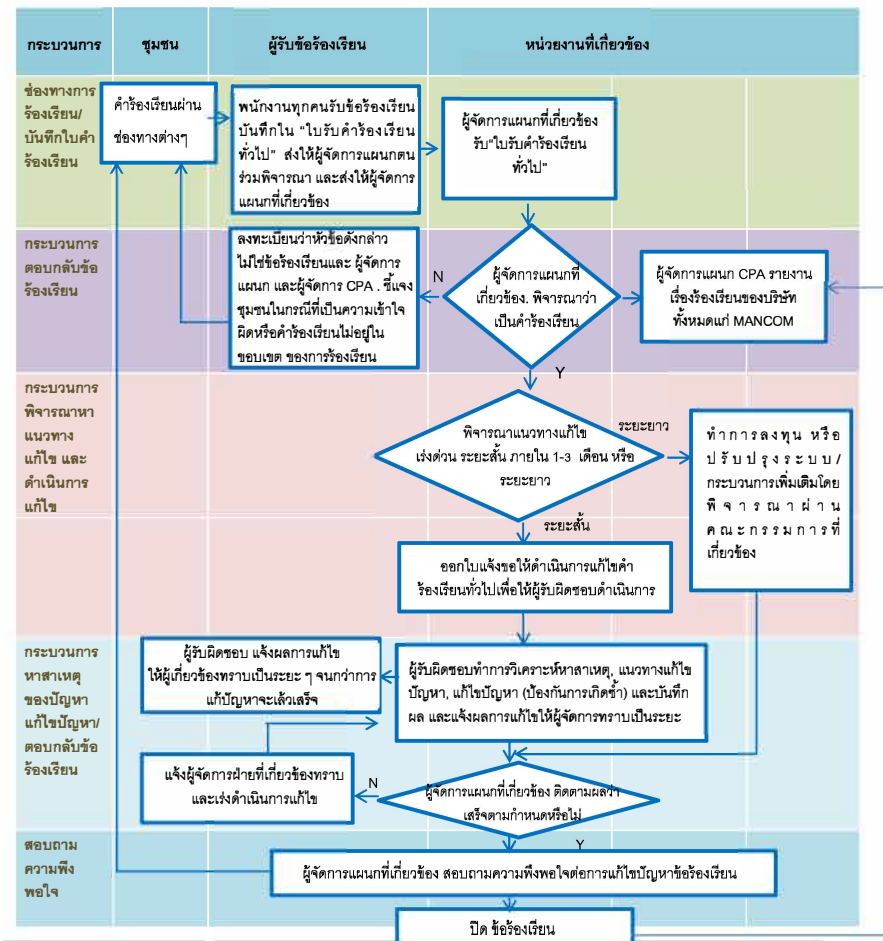 กระบวนการ
ชุมชน
ผู้รับข้อร้องเรียน
หน่วยงานที่เกี่ยวข้อง
ช่องทางการ
ร้องเรียน/
บันทึกใบคำ
ร้องเรียน
คำร้องเรียนผ่าน
ช่องทางต่างๆ
พนักงานทุกคนรับข้อร้องเรียน
บันทึกใน “ใบรับคำร้องเรียน
ทั่วไป” ส่งให้ผู้จัดการแผนกตน
ร่วมพิจารณา และส่งให้ผู้จัดการ
แผนกที่เกี่ยวข้อง
ผู้จัดการแผนกที่เกี่ยวข้อง
รับ"ใบรับคำร้องเรียน
ทั่วไป"
กระบวนการ
ตอบกลับข้อ
ร้องเรียน
ลงทะเบียนว่าหัวข้อดังกล่าว
ไม่ใช่ข้อร้องเรียนและ ผู้จัดการ
แผนก และผู้จัดการ CPA . ชี้แจง
ชุมชนในกรณีที่เป็นความเข้าใจ
ผิดหรือคำร้องเรียนไม่อยู่ใน
ขอบเขต ของการร้องเรียน
N
ผู้จัดการแผนกที่
เกี่ยวข้อง. พิจารณาว่า
เป็นคำร้องเรียน
ผู้จัดการแผนก CPA รายงาน
เรื่องร้องเรียนของบริษัท
ทั้งหมดแก่ MANCOM
Y
กระบวนการ
พิจารณาหา
แนวทาง
แก้ไข และ
ดำเนินการ
แก้ไข
พิจารณาแนวทางแก้ไข
เร่งด่วน ระยะสั้น ภายใน 1-3 เดือน หรือ
ระยะยาว
ระยะยาว
ทำการลงทุน หรือ
ปรับปรุงระบบ/
กระบวนการเพิ่มเติมโดย
พิจารณาผ่าน
คณะกรรมการที่
เกี่ยวข้อง
ระยะสั้น
ออกใบแจ้งขอให้ดำเนินการแก้ไขคำ
ร้องเรียนทั่วไปเพื่อให้ผู้รับผิดชอบดำเนินการ
กระบวนการ
หาสาเหตุ
ของปัญหา
แก้ไขปัญหา/
ตอบกลับข้อ
ร้องเรียน
ผู้รับผิดชอบ แจ้งผลการแก้ไข
ให้ผู้เกี่ยวข้องทราบเป็นระยะ ๆ จนกว่าการ
แก้ปัญหาจะเล้วเสร็จ
ผู้รับผิดชอบทำการวิเคราะห์หาสาเหตุ, แนวทางแก้ไข
ปัญหา, แก้ไขปัญหา (ป้องกันการเกิดซ้ำ) และบันทึก
ผล และแจ้งผลการแก้ไขให้ผู้จัดการทราบเป็นระยะ
แจ้งผู้จัดการฝ่ายที่เกี่ยวข้องทราบ
และเร่งดำเนินการแก้ไข
N
ผู้จัดการแผนกที่เกี่ยวข้อง ติดตามผลว่า
เสร็จตามกำหนดหรือไม่
Y
สอบถาม
ความพึง
พอใจ
ผู้จัดการแผนกที่เกี่ยวข้อง สอบถามความพึงพอใจต่อการแก้ไขปัญหาข้อร้องเรียน
ปิด ข้อร้องเรียน